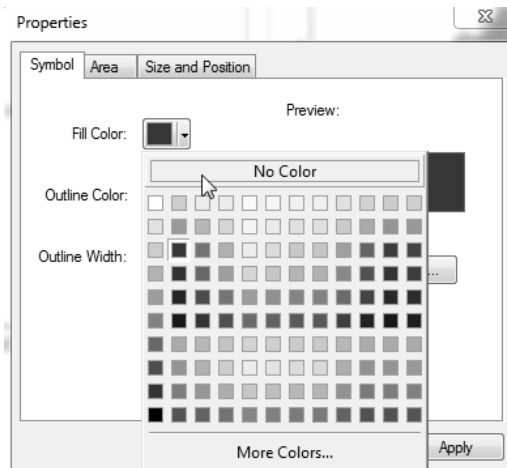 Properties
Symbol Area Size and Position
Preview:
Fill Color:
No Color
Outline Color:
Outline Width:
...
More Colors...
Apply